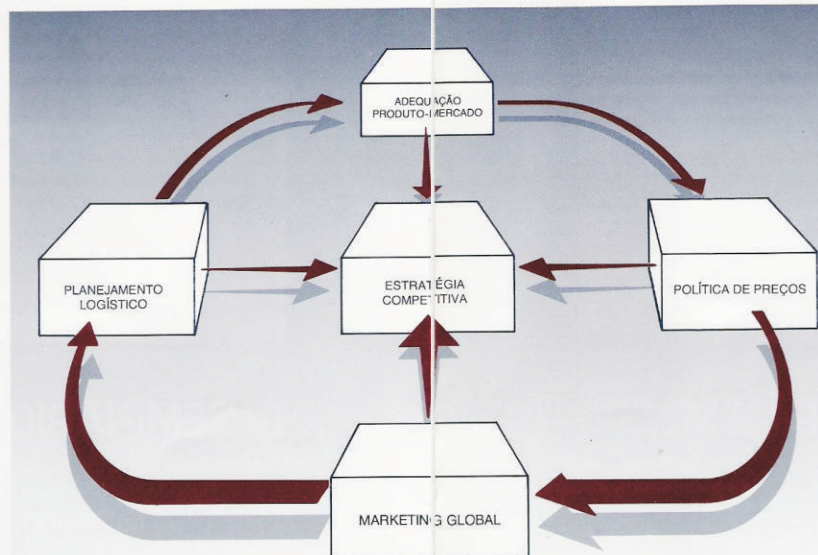 ADEQUAÇÃO
PRODUTO-MERCADO
PLANEJAMENTO
LOGÍSTICO
ESTRATÉGIA
COMPETITIVA
POLÍTICA DE PREÇOS
MARKETING GLOBAL